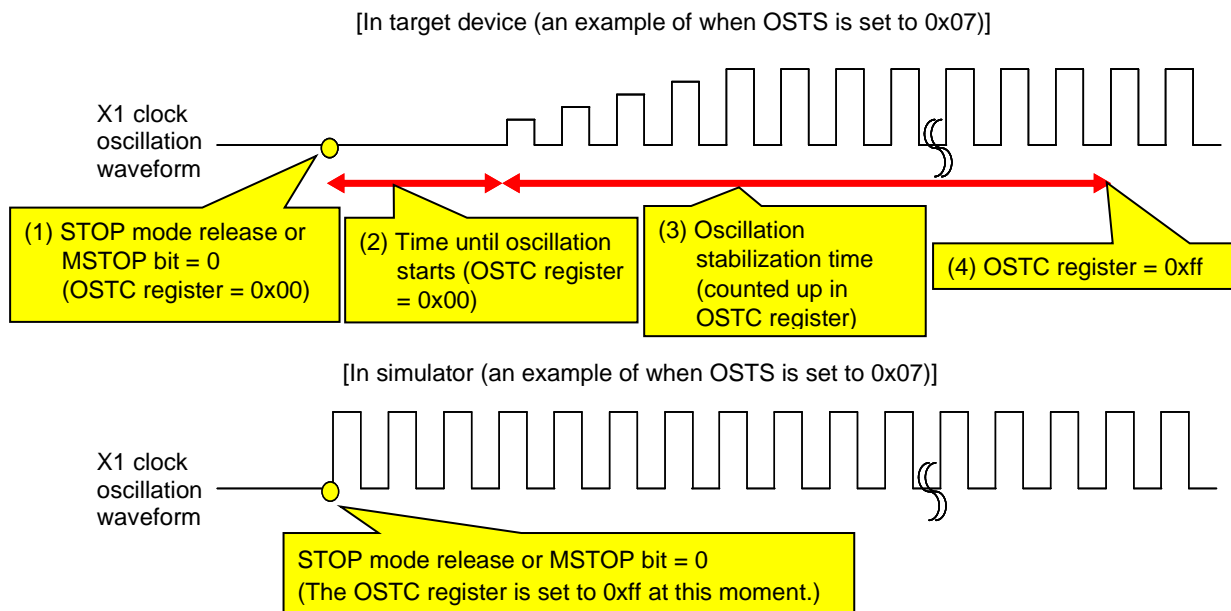 [In target device (an example of when OSTS is set to 0x07)]
X1 clock
oscillation
waveform
(1) STOP mode release or
MSTOP bit = 0
(OSTC register = 0x00)
(2) Time until oscillation
starts (OSTC register
= 0x00)
(3) Oscillation
stabilization time
(counted up in
OSTC register)
(4) OSTC register = 0xff
[In simulator (an example of when OSTS is set to 0x07)]
X1 clock
oscillation
waveform
STOP mode release or MSTOP bit = 0
(The OSTC register is set to 0xff at this moment.)